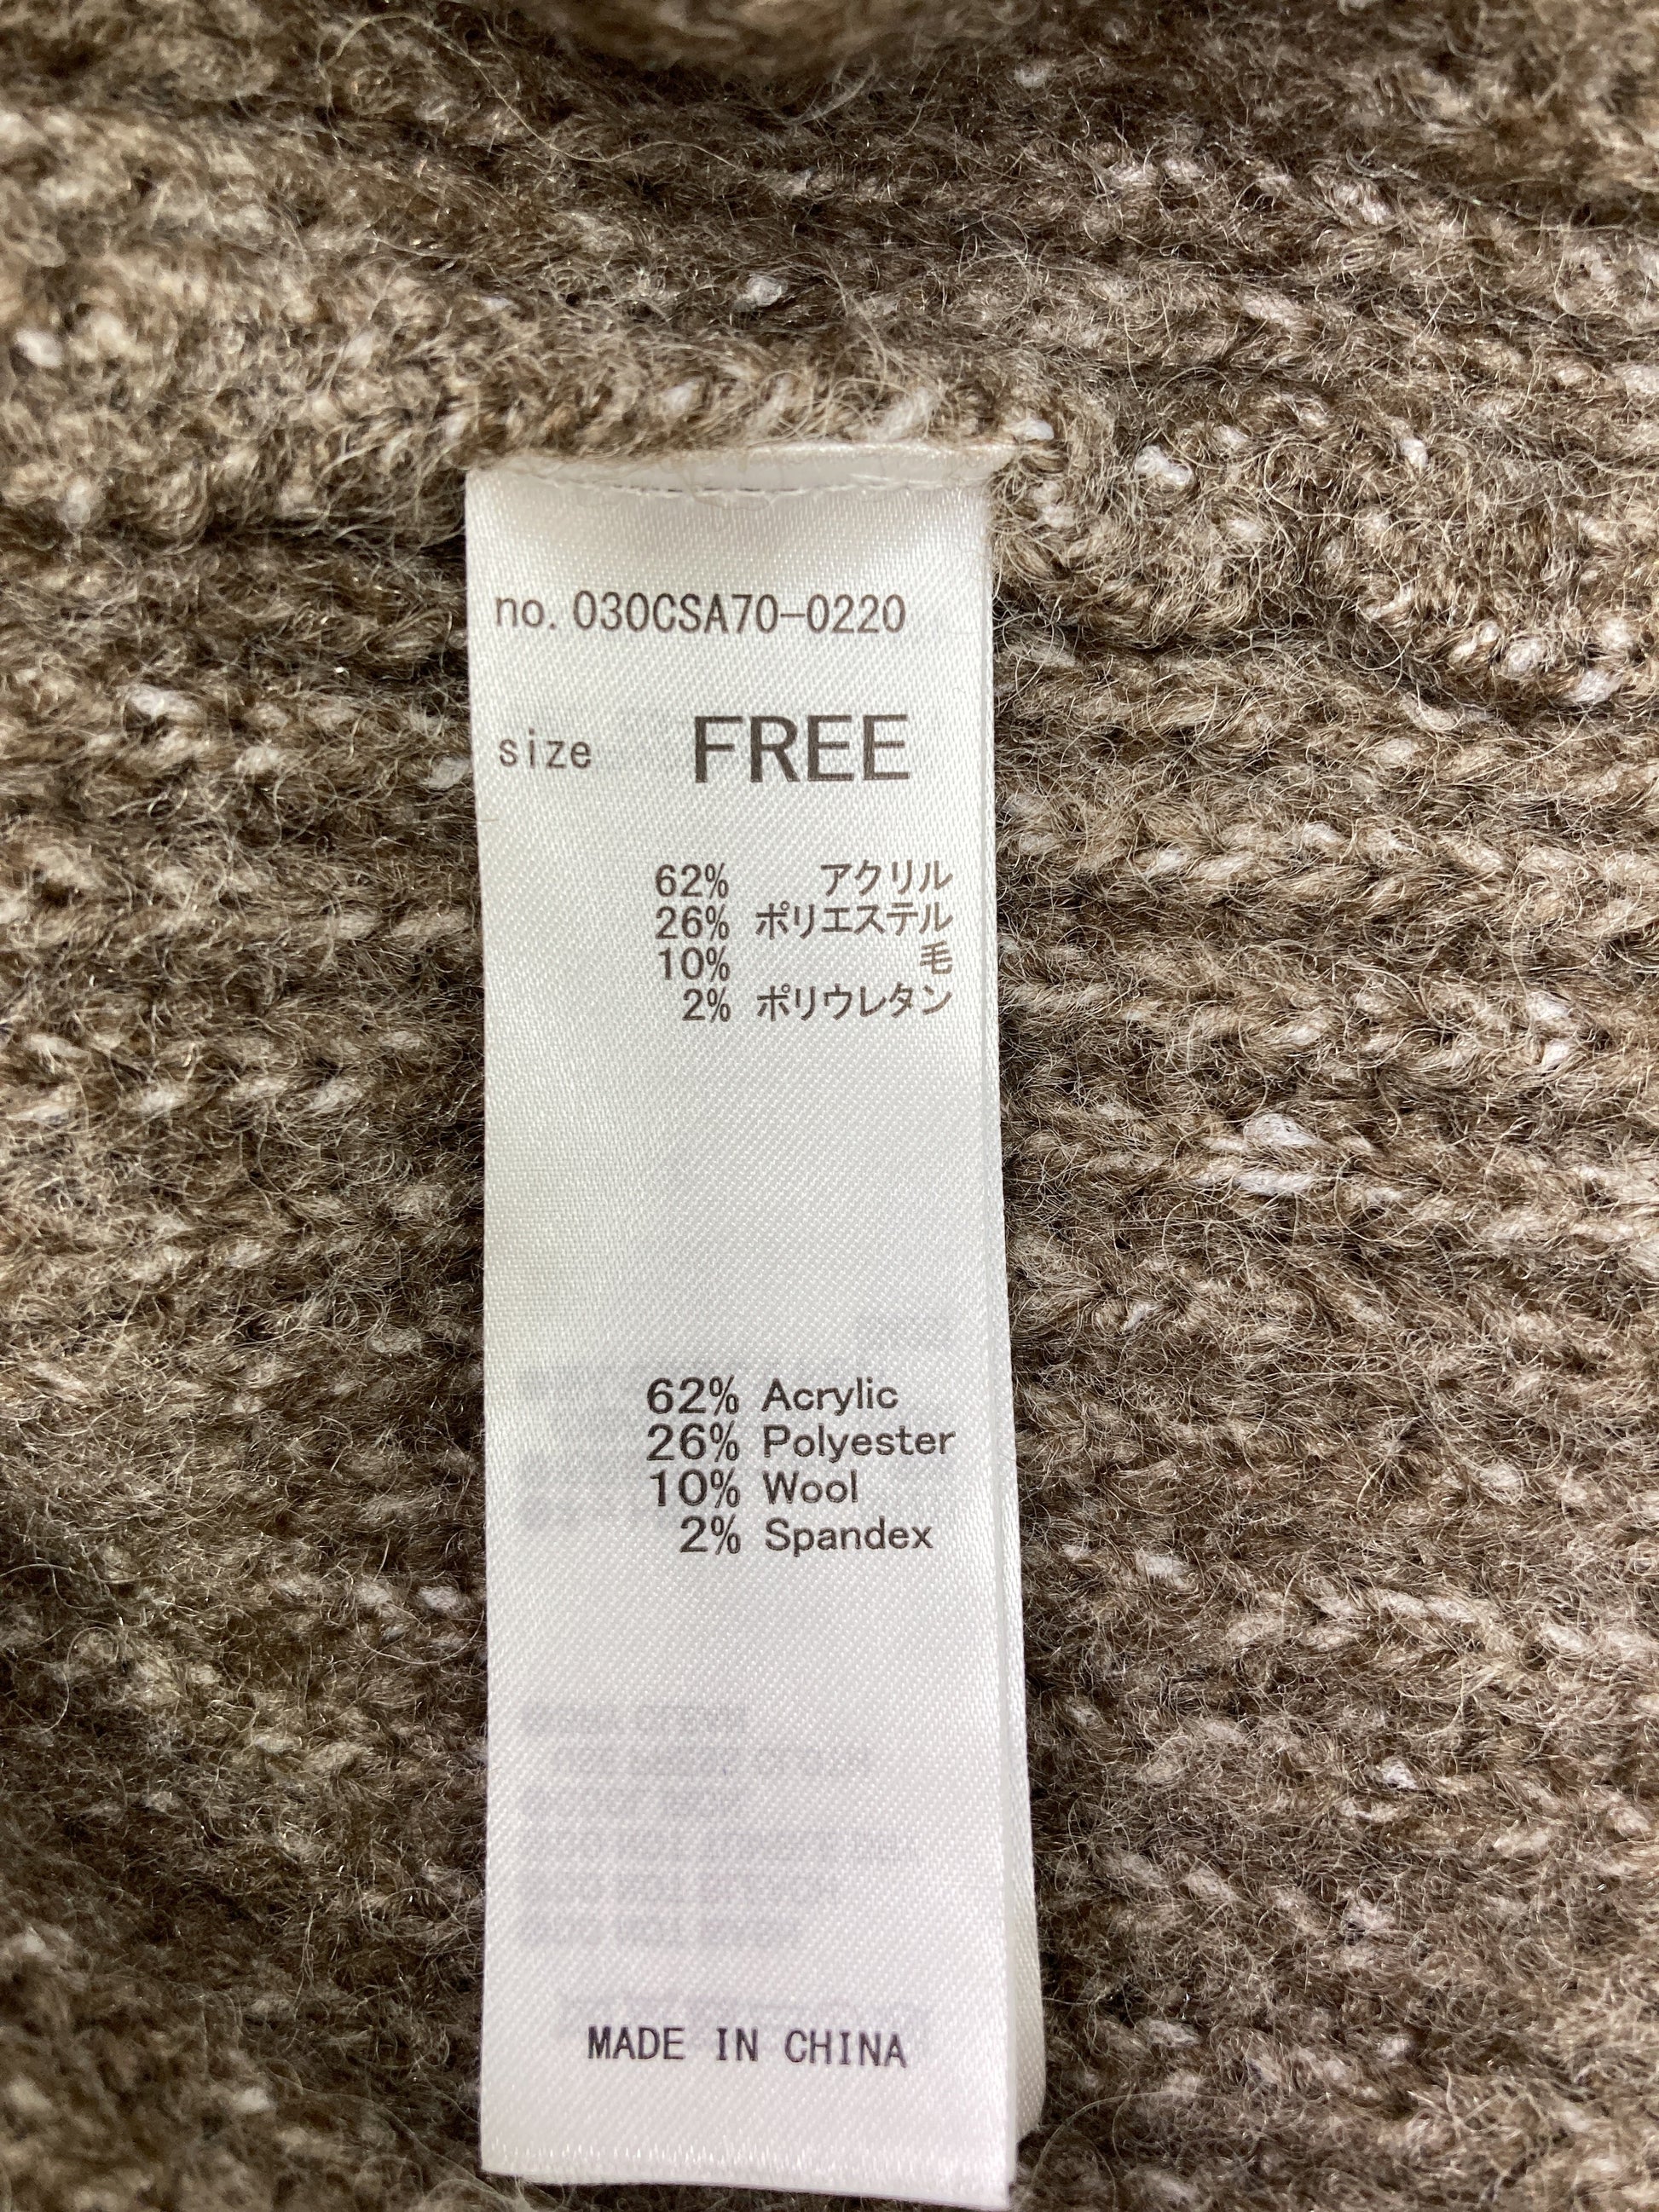 no. 030CSA70-0220
size FREE
62% アクリル
26% ポリエステル
10% 毛
2% ポリウレタン
62% Acrylic
26% Polyester
10% Wool
2% Spandex
MADE IN CHINA